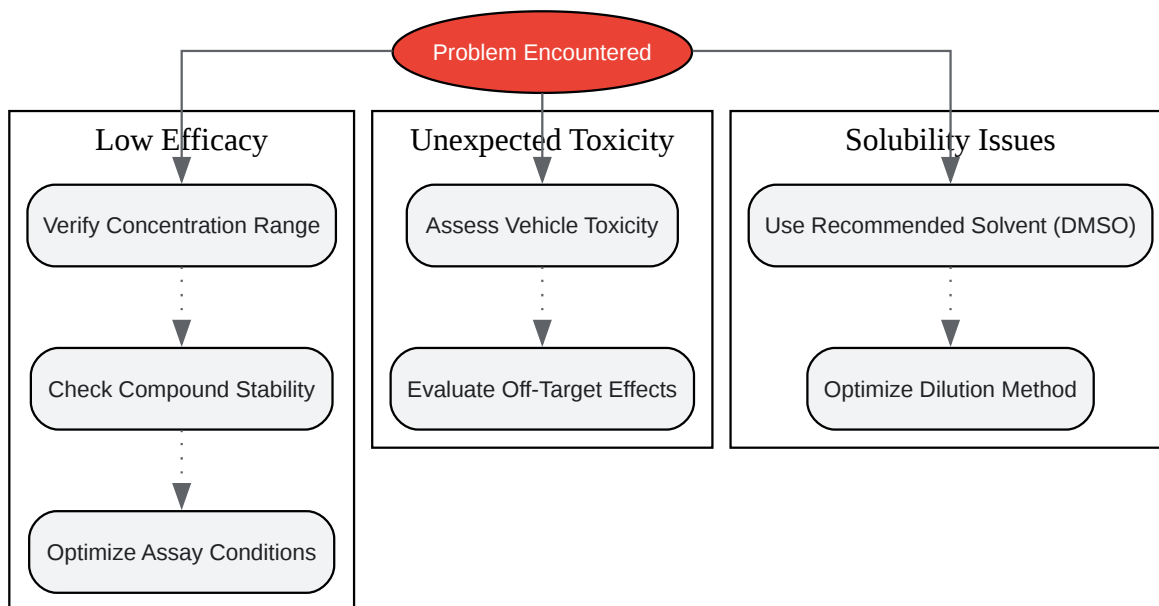 Problem Encountered
Low Efficacy
Verify Concentration Range
Check Compound Stability
Optimize Assay Conditions
Unexpected Toxicity
Assess Vehicle Toxicity
Evaluate Off-Target Effects
Solubility Issues
Use Recommended Solvent (DMSO)
Optimize Dilution Method